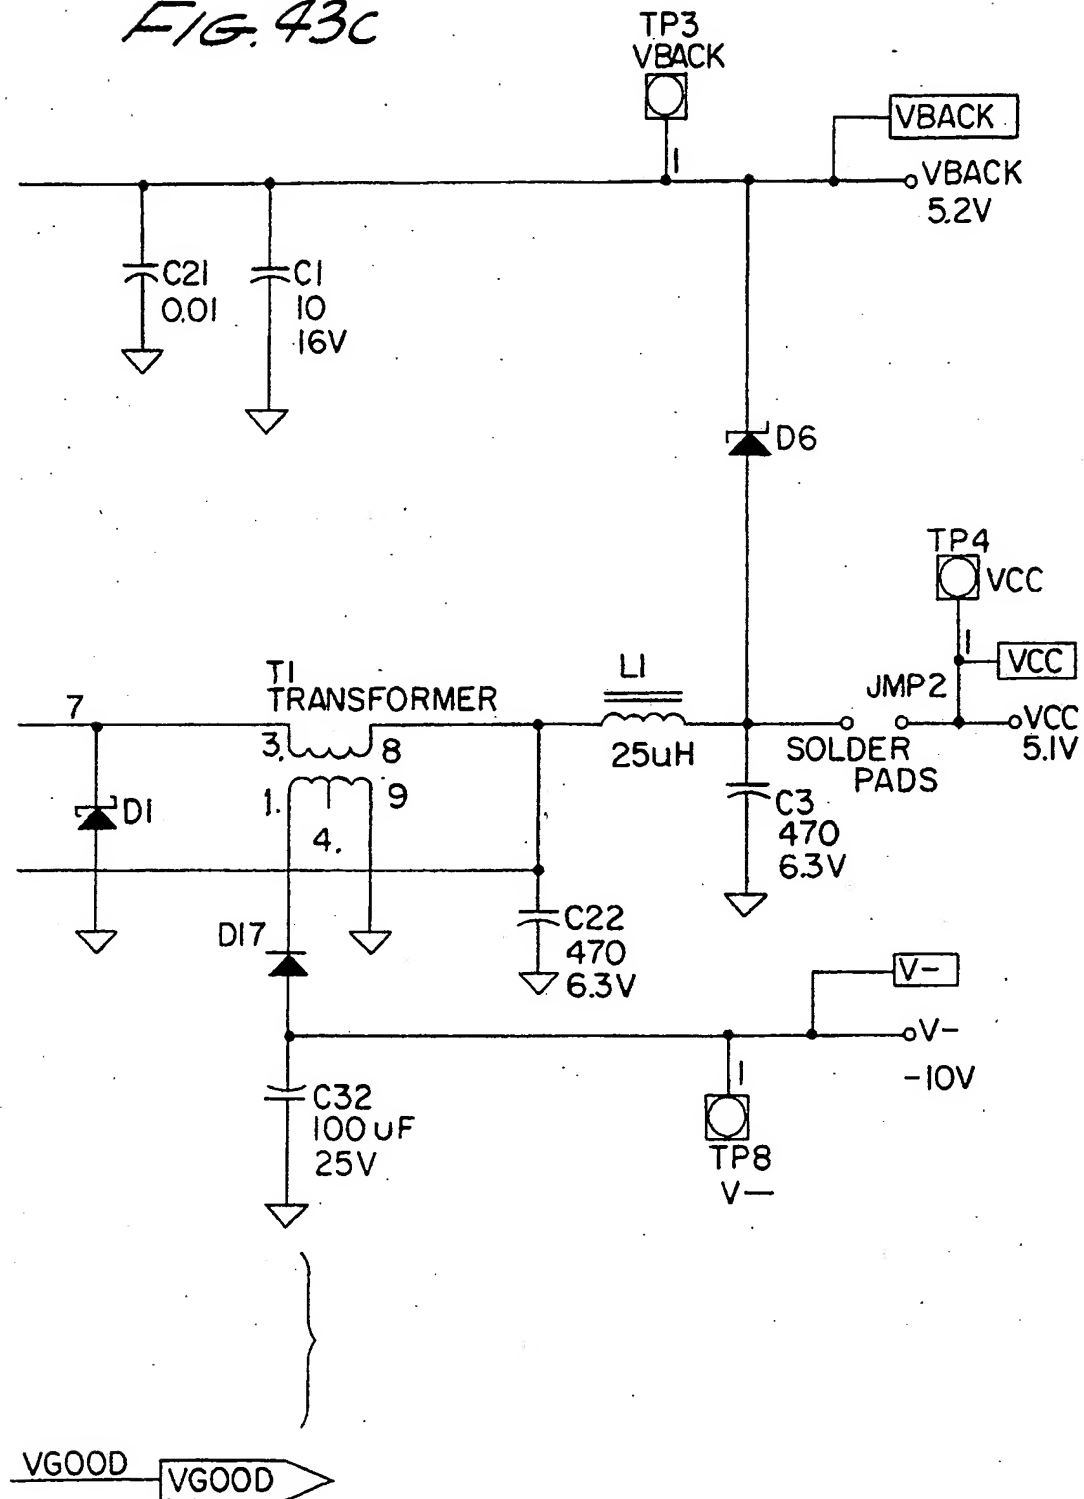 FIG. 43C
TP3
VBACK
1
VBACK
VBACK
5.2V
C21
0.01
C1
10
16V
D6
TP4
VCC
1
VCC
JMP2
VCC
5.1V
SOLDER
PADS
L1
25uH
T1
TRANSFORMER
7
3.
8
1.
9
4.
D1
C3
470
6.3V
D17
C22
470
6.3V
V-
V-
-10V
1
TP8
V-
C32
100uF
25V
VGOOD
VGOOD